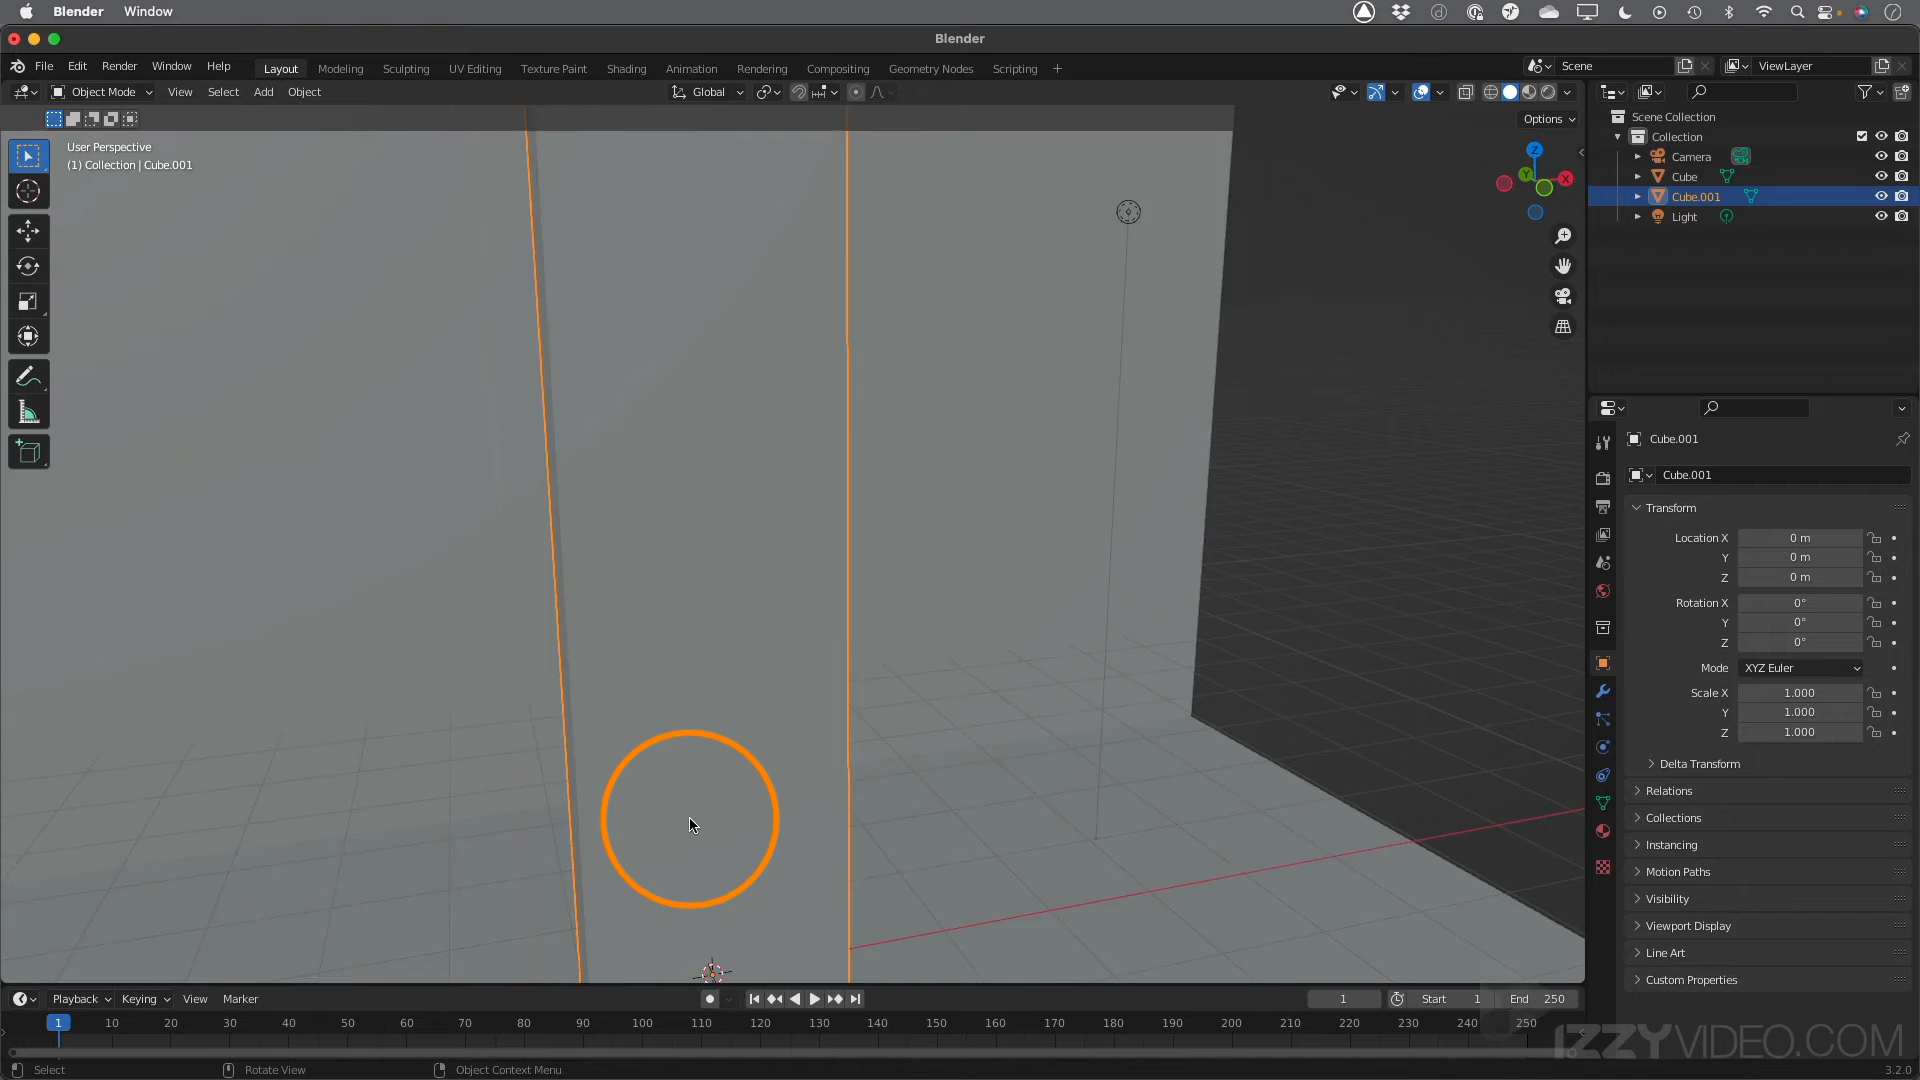 Blender Window
Blender
File Edit Render Window Help Layout Modeling Sculpting UV Editing Texture Paint Shading Animation Rendering Compositing Geometry Nodes Scripting + Scene ViewLayer
Object Mode View Select Add Object Global
Options
User Perspective
(1) Collection | Cube.001
Z
Y
X
Scene Collection
Collection
Camera
Cube
Cube.001
Light
Cube.001
Cube.001
Transform
Location X 0 m
Y 0 m
Z 0 m
Rotation X 0°
Y 0°
Z 0°
Mode XYZ Euler
Scale X 1.000
Y 1.000
Z 1.000
Delta Transform
Relations
Collections
Instancing
Motion Paths
Visibility
Viewport Display
Line Art
Custom Properties
Playback Keying View Marker 1 Start 1 End 250
1 10 20 30 40 50 60 70 80 90 100 110 120 130 140 150 160 170 180 190 200 210 220 230 240 250
IZZYVIDEO.COM
Select Rotate View Object Context Menu 3.2.0